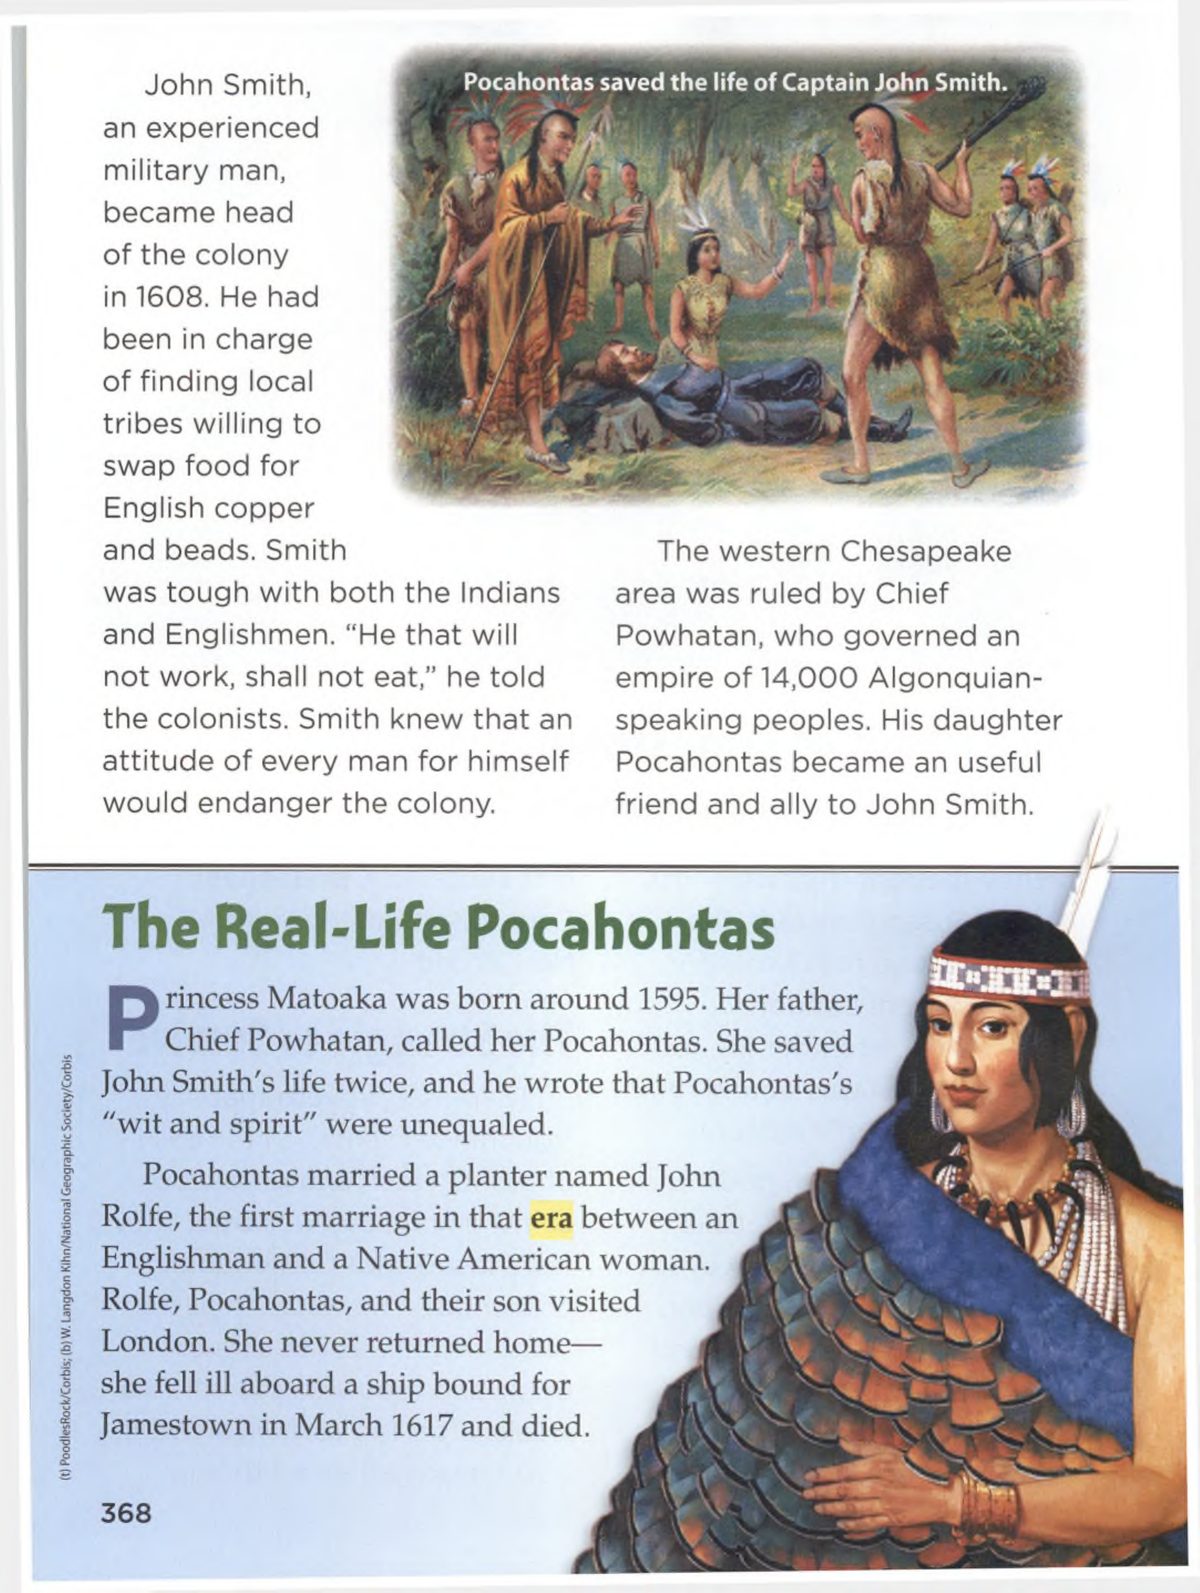 John Smith,
an experienced
military man,
became head
of the colony
in 1608. He had
been in charge
of finding local
tribes willing to
swap food for
English copper
and beads. Smith
was tough with both the Indians
and Englishmen. “He that will
not work, shall not eat,” he told
the colonists. Smith knew that an
attitude of every man for himself
would endanger the colony.
Pocahontas saved the life of Captain John Smith.
The western Chesapeake
area was ruled by Chief
Powhatan, who governed an
empire of 14,000 Algonquian-
speaking peoples. His daughter
Pocahontas became an useful
friend and ally to John Smith.
The Real-Life Pocahontas
Princess Matoaka was born around 1595. Her father,
Chief Powhatan, called her Pocahontas. She saved
John Smith’s life twice, and he wrote that Pocahontas’s
“wit and spirit” were unequaled.
Pocahontas married a planter named John
Rolfe, the first marriage in that era between an
Englishman and a Native American woman.
Rolfe, Pocahontas, and their son visited
London. She never returned home—
she fell ill aboard a ship bound for
Jamestown in March 1617 and died.
(t) PoodlesRock/Corbis; (b) W. Langdon Kihn/National Geographic Society/Corbis
368